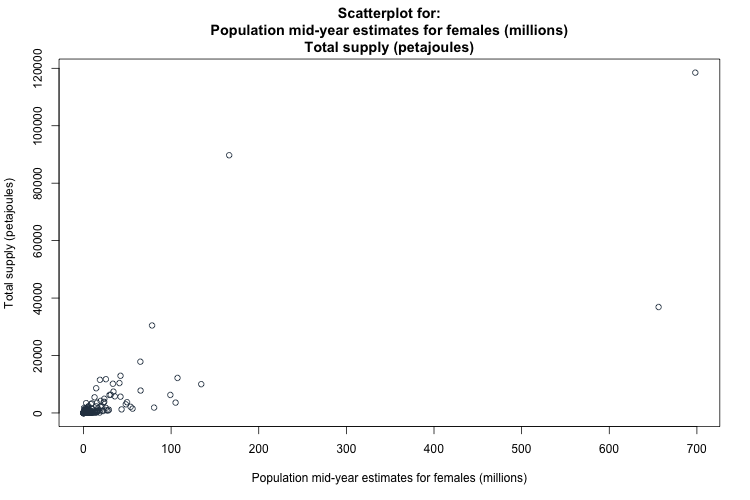 Scatterplot for:
Population mid-year estimates for females (millions)
Total supply (petajoules)
Total supply (petajoules)
120000
100000
80000
60000
40000
20000
0
0 100 200 300 400 500 600 700
Population mid-year estimates for females (millions)